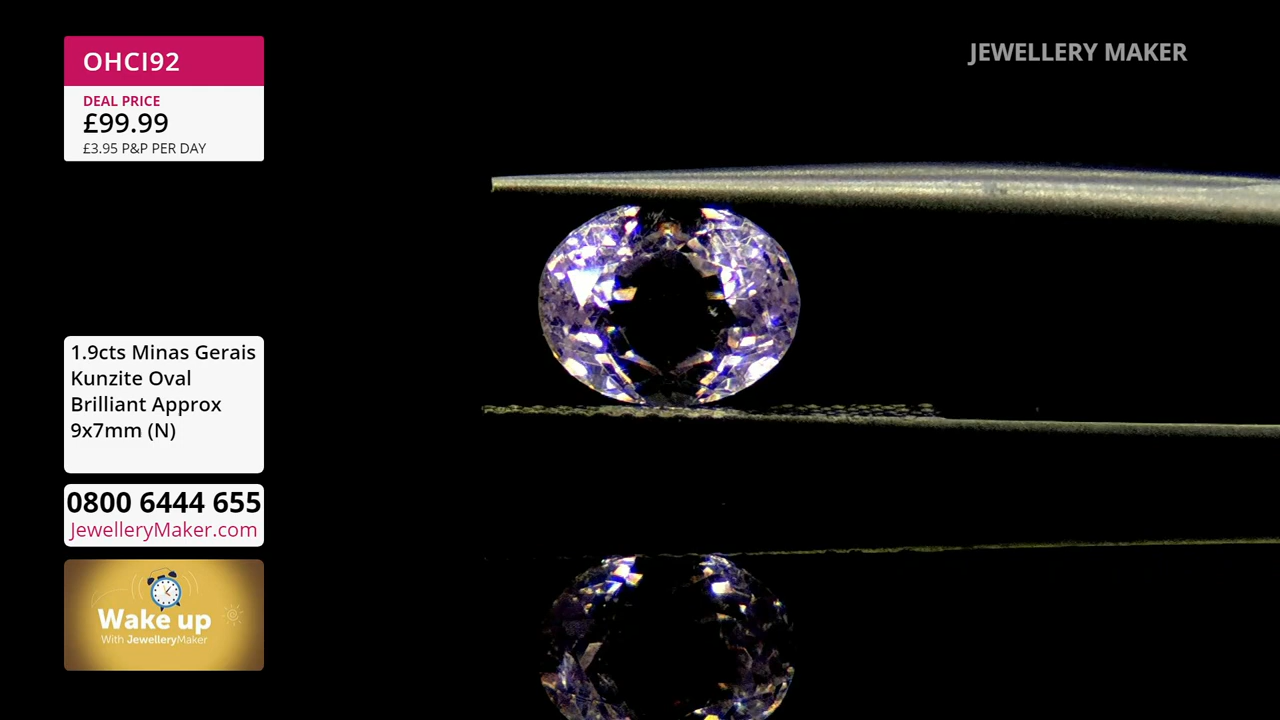 OHCI92
DEAL PRICE
£99.99
£3.95 P&P PER DAY
JEWELLERY MAKER
1.9cts Minas Gerais
Kunzite Oval
Brilliant Approx
9x7mm (N)
0800 6444 655
JewelleryMaker.com
Wake up
With JewelleryMaker